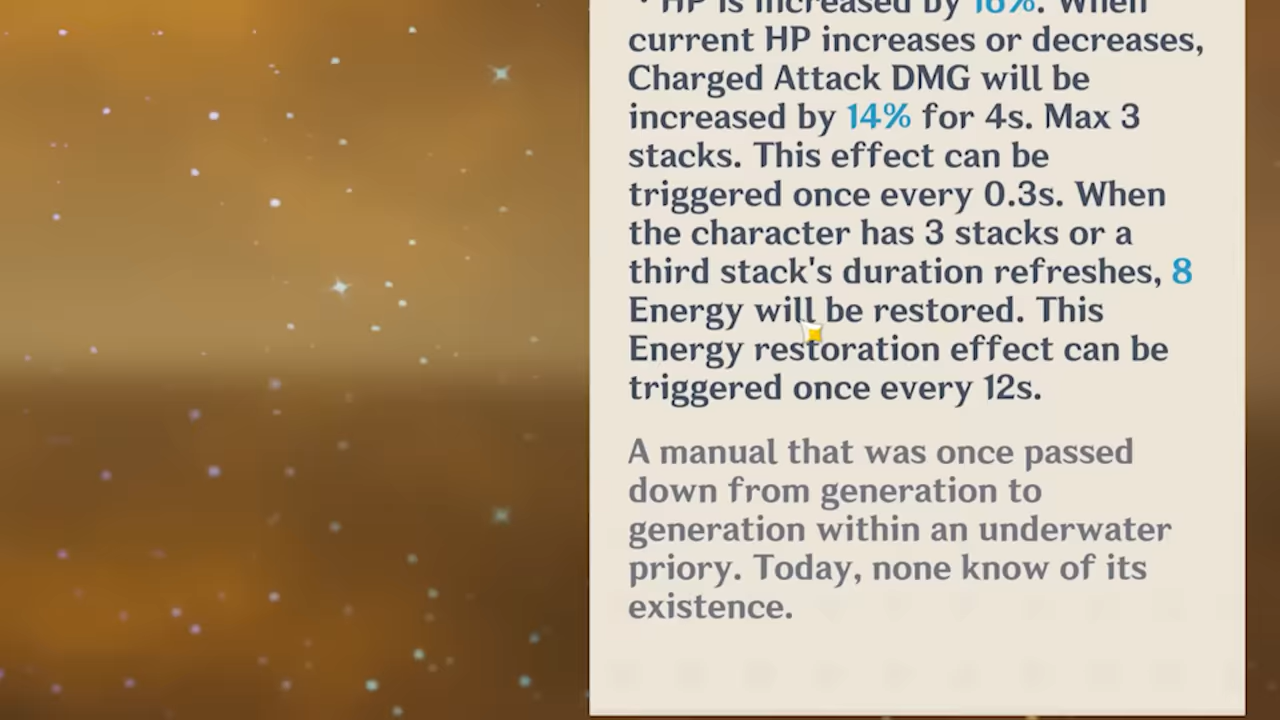 · HP is increased by 16%. When
current HP increases or decreases,
Charged Attack DMG will be
increased by 14% for 4s. Max 3
stacks. This effect can be
triggered once every 0.3s. When
the character has 3 stacks or a
third stack's duration refreshes, 8
Energy will be restored. This
Energy restoration effect can be
triggered once every 12s.
A manual that was once passed
down from generation to
generation within an underwater
priory. Today, none know of its
existence.